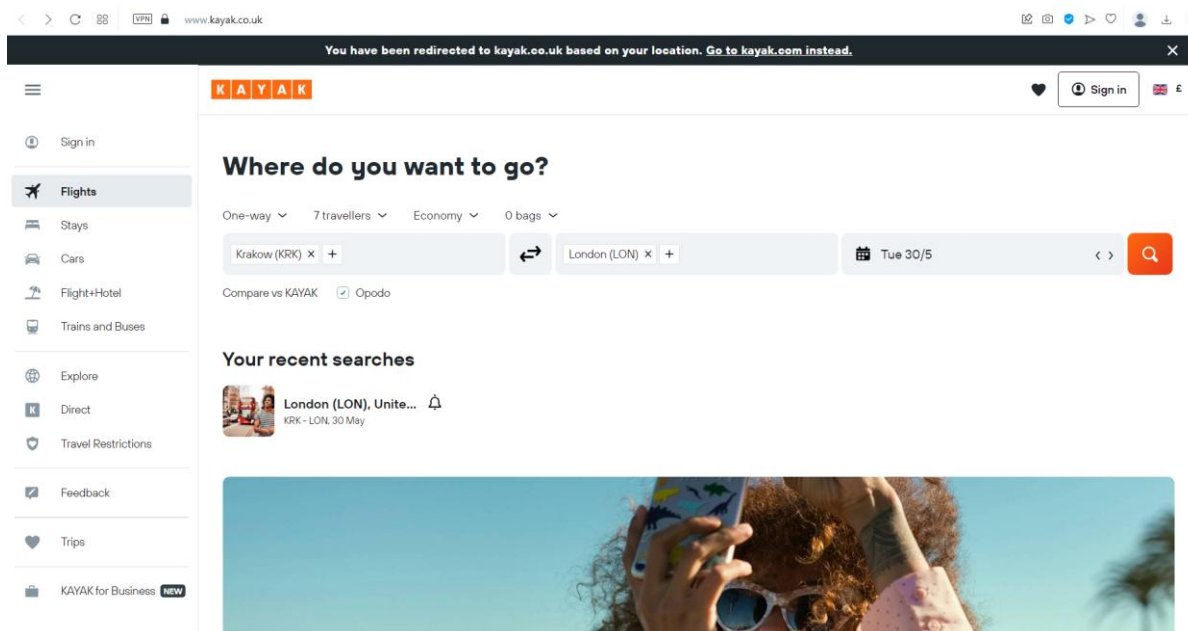 VPN www.kayak.co.uk
You have been redirected to kayak.co.uk based on your location. Go to kayak.com instead.
KAYAK
Sign in £
Sign in
Flights
Stays
Cars
Flight+Hotel
Trains and Buses
Explore
K Direct
Travel Restrictions
Feedback
Trips
KAYAK for Business NEW
Where do you want to go?
One-way 7 travellers Economy 0 bags
Krakow (KRK) × + London (LON) × + Tue 30/5
Compare vs KAYAK Opodo
Your recent searches
London (LON), Unite...
KRK - LON, 30 May